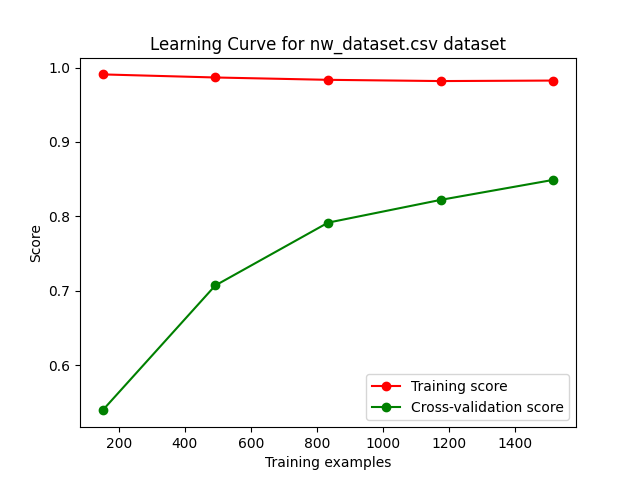 Learning Curve for nw_dataset.csv dataset
1.0
0.9
0.8
0.7
0.6
Score
Training score
Cross-validation score
200 400 600 800 1000 1200 1400
Training examples